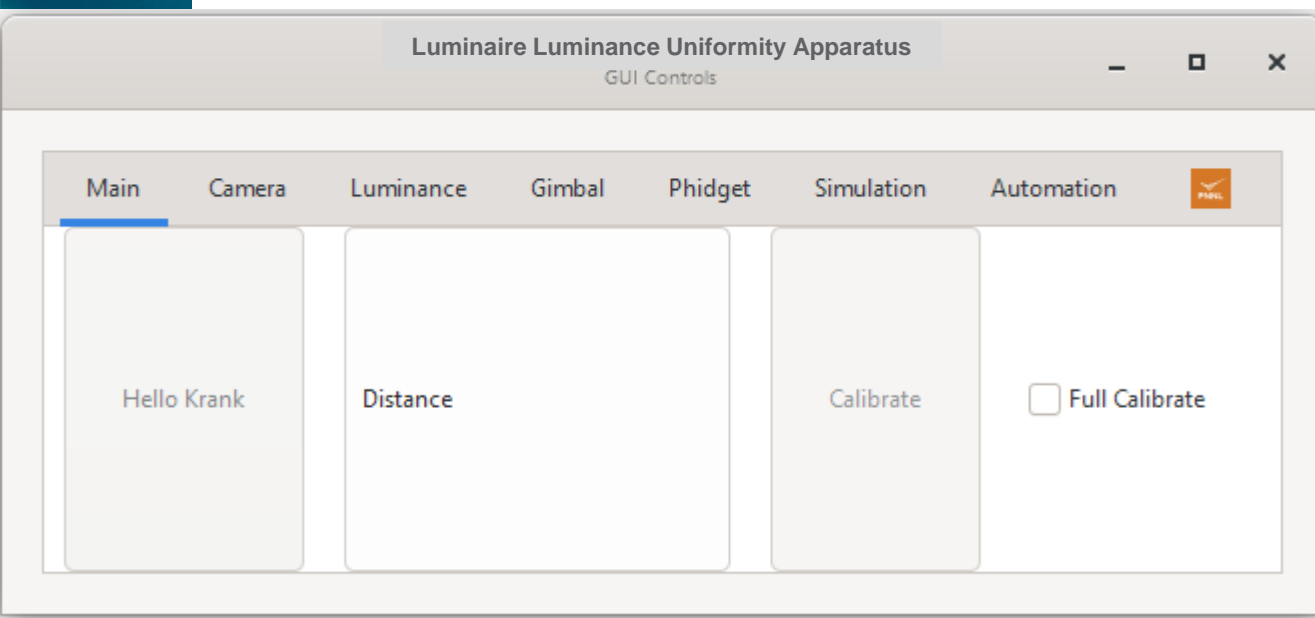 Luminaire Luminance Uniformity Apparatus
GUI Controls
Main Camera Luminance Gimbal Phidget Simulation Automation PNNL
Hello Krank Distance Calibrate Full Calibrate